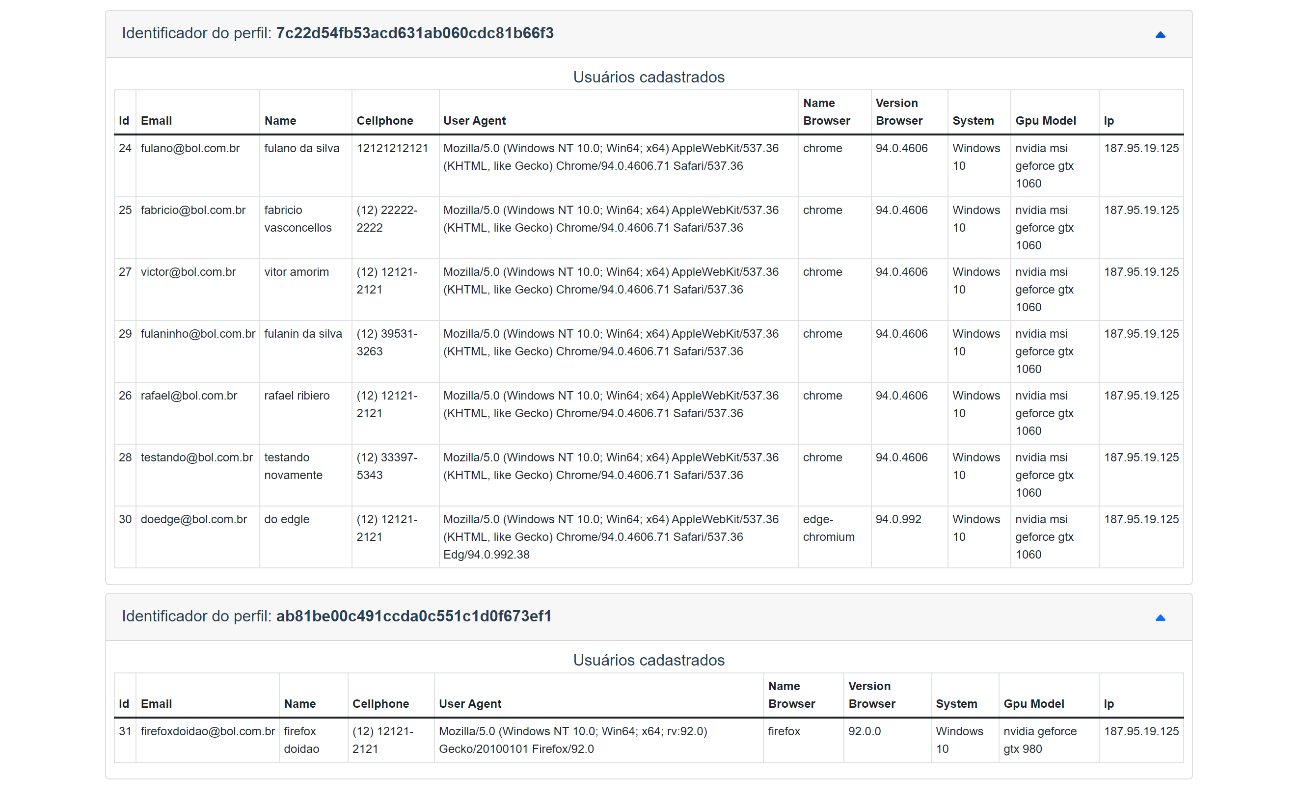 Identificador do perfil: 7c22d54fb53acd631ab060cdc81b66f3
Usuários cadastrados
Id Email Name Cellphone User Agent Name Browser Version Browser System Gpu Model Ip
24 fulano@bol.com.br fulano da silva 12121212121 Mozilla/5.0 (Windows NT 10.0; Win64; x64) AppleWebKit/537.36 (KHTML, like Gecko) Chrome/94.0.4606.71 Safari/537.36 chrome 94.0.4606 Windows 10 nvidia msi geforce gtx 1060 187.95.19.125
25 fabricio@bol.com.br fabricio vasconcellos (12) 22222-2222 Mozilla/5.0 (Windows NT 10.0; Win64; x64) AppleWebKit/537.36 (KHTML, like Gecko) Chrome/94.0.4606.71 Safari/537.36 chrome 94.0.4606 Windows 10 nvidia msi geforce gtx 1060 187.95.19.125
27 victor@bol.com.br vitor amorim (12) 12121-2121 Mozilla/5.0 (Windows NT 10.0; Win64; x64) AppleWebKit/537.36 (KHTML, like Gecko) Chrome/94.0.4606.71 Safari/537.36 chrome 94.0.4606 Windows 10 nvidia msi geforce gtx 1060 187.95.19.125
29 fulaninho@bol.com.br fulanin da silva (12) 39531-3263 Mozilla/5.0 (Windows NT 10.0; Win64; x64) AppleWebKit/537.36 (KHTML, like Gecko) Chrome/94.0.4606.71 Safari/537.36 chrome 94.0.4606 Windows 10 nvidia msi geforce gtx 1060 187.95.19.125
26 rafael@bol.com.br rafael ribiero (12) 12121-2121 Mozilla/5.0 (Windows NT 10.0; Win64; x64) AppleWebKit/537.36 (KHTML, like Gecko) Chrome/94.0.4606.71 Safari/537.36 chrome 94.0.4606 Windows 10 nvidia msi geforce gtx 1060 187.95.19.125
28 testando@bol.com.br testando novamente (12) 33397-5343 Mozilla/5.0 (Windows NT 10.0; Win64; x64) AppleWebKit/537.36 (KHTML, like Gecko) Chrome/94.0.4606.71 Safari/537.36 chrome 94.0.4606 Windows 10 nvidia msi geforce gtx 1060 187.95.19.125
30 doedge@bol.com.br do edgle (12) 12121-2121 Mozilla/5.0 (Windows NT 10.0; Win64; x64) AppleWebKit/537.36 (KHTML, like Gecko) Chrome/94.0.4606.71 Safari/537.36 Edg/94.0.992.38 edge-chromium 94.0.992 Windows 10 nvidia msi geforce gtx 1060 187.95.19.125
Identificador do perfil: ab81be00c491ccda0c551c1d0f673ef1
Usuários cadastrados
Id Email Name Cellphone User Agent Name Browser Version Browser System Gpu Model Ip
31 firefoxdoidao@bol.com.br firefox doidao (12) 12121-2121 Mozilla/5.0 (Windows NT 10.0; Win64; x64; rv:92.0) Gecko/20100101 Firefox/92.0 firefox 92.0.0 Windows 10 nvidia geforce gtx 980 187.95.19.125